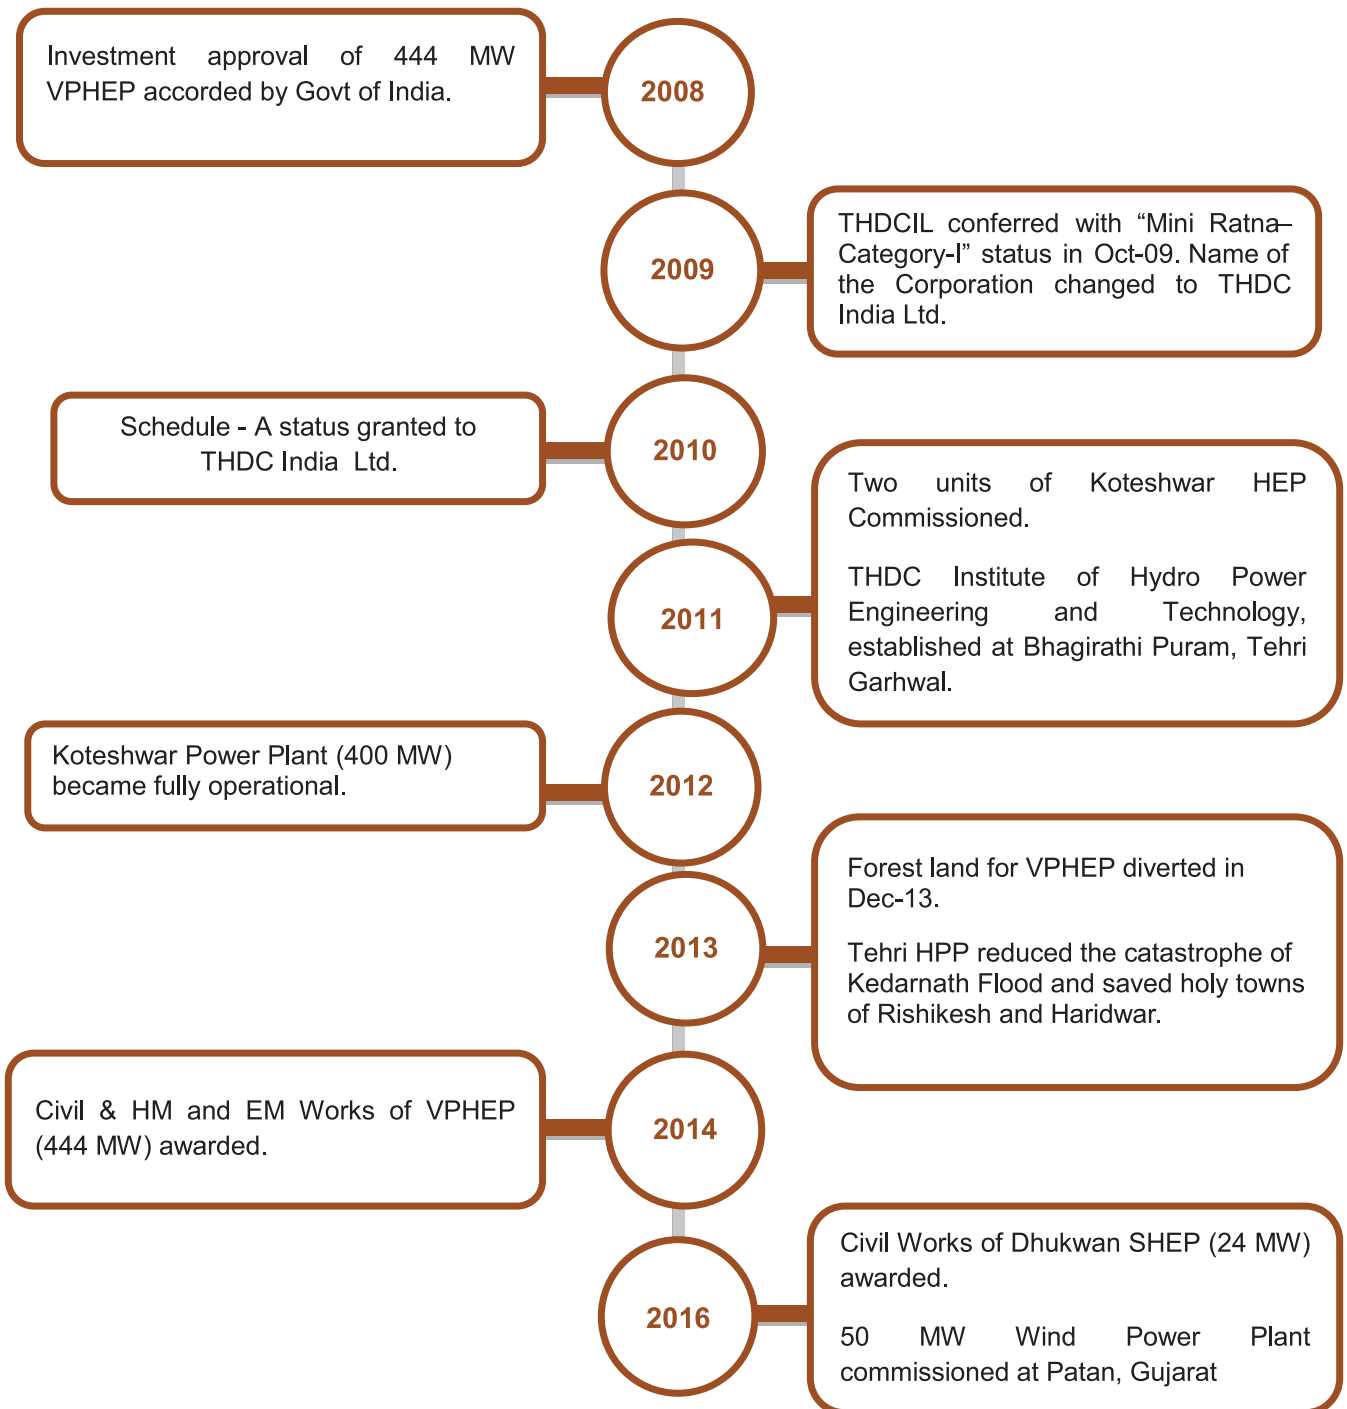 Investment approval of 444 MW
VPHEP accorded by Govt of India.
2008
THDCIL conferred with “Mini Ratna–
Category-I” status in Oct-09. Name of
the Corporation changed to THDC
India Ltd.
2009
Schedule - A status granted to
THDC India Ltd.
2010
Two units of Koteshwar HEP
Commissioned.
THDC Institute of Hydro Power
Engineering and Technology,
established at Bhagirathi Puram, Tehri
Garhwal.
2011
Koteshwar Power Plant (400 MW)
became fully operational.
2012
Forest land for VPHEP diverted in
Dec-13.
Tehri HPP reduced the catastrophe of
Kedarnath Flood and saved holy towns
of Rishikesh and Haridwar.
2013
Civil & HM and EM Works of VPHEP
(444 MW) awarded.
2014
Civil Works of Dhukwan SHEP (24 MW)
awarded.
50 MW Wind Power Plant
commissioned at Patan, Gujarat
2016